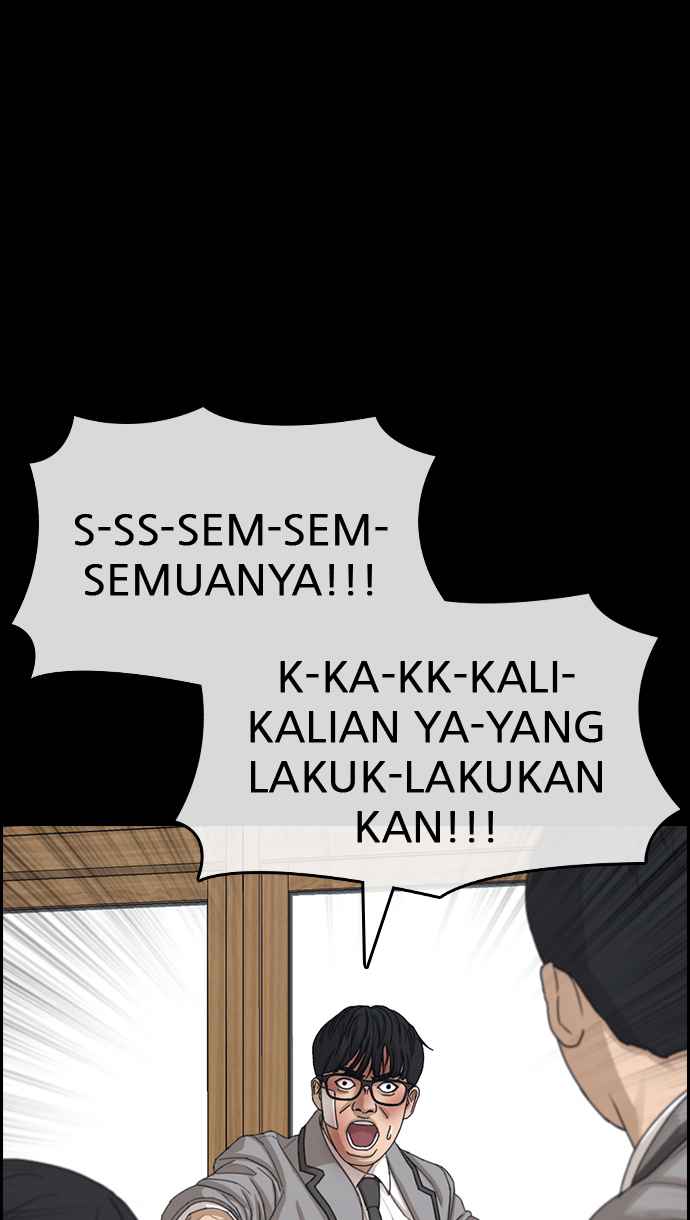 S-SS-SEM-SEM-
SEMUANYA!!!
K-KA-KK-KALI-
KALIAN YA-YANG
LAKUK-LAKUKAN
KAN!!!